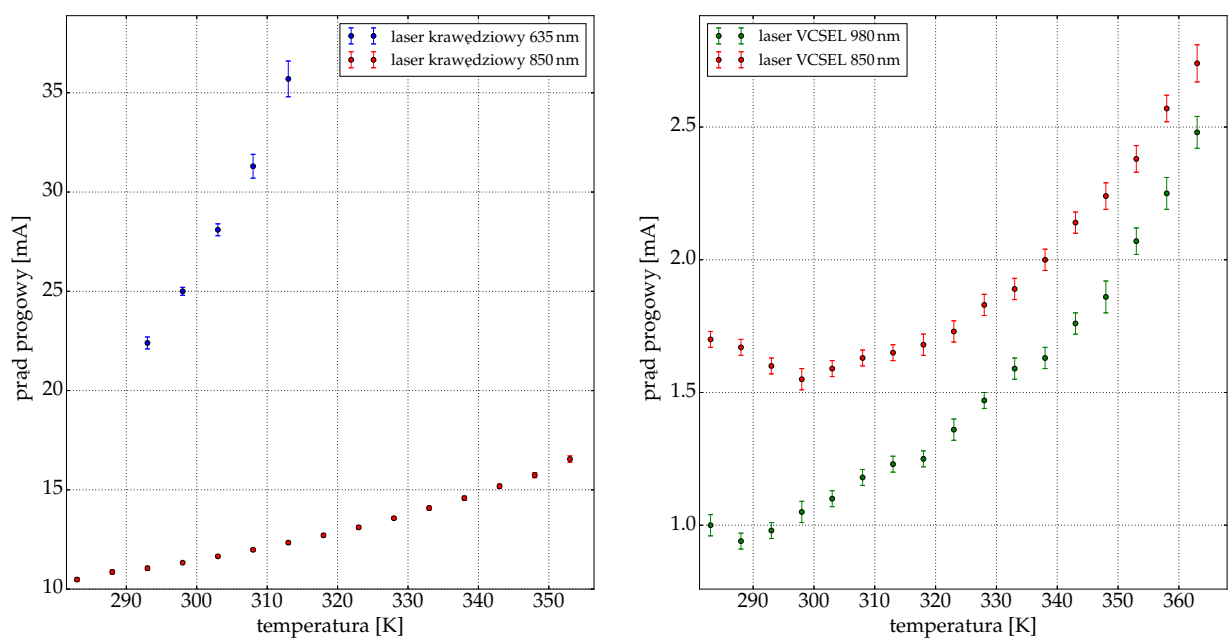 laser krawędziowy 635 nm
laser krawędziowy 850 nm
35
30
25
20
15
10
prąd progowy [mA]
290 300 310 320 330 340 350
temperatura [K]
laser VCSEL 980 nm
laser VCSEL 850 nm
2.5
2.0
1.5
1.0
prąd progowy [mA]
290 300 310 320 330 340 350 360
temperatura [K]